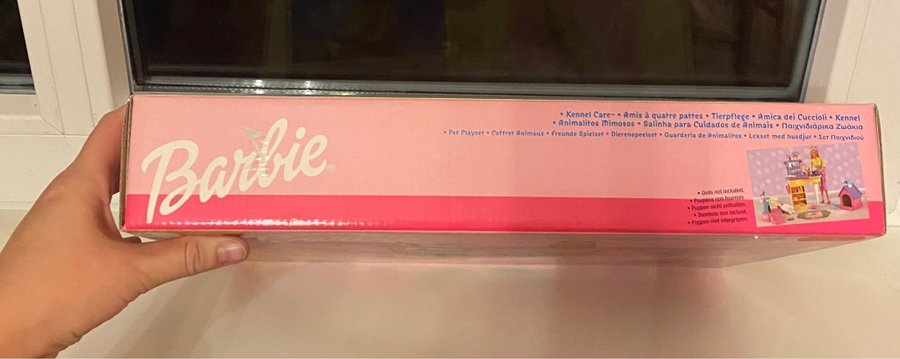 Barbie®
• Kennel Care™ • Amis à quatre pattes • Tierpflege • Amica dei Cuccioli • Kennel
• Animalitos Mimosos • Salinha para Cuidados de Animais • Παιχνιδιάρικα Ζωάκια
• Pet Playset • Coffret Animaux • Freunde Spielset • Dierenspeelset • Guardería de Animalitos • Lekset med husdjur • Σετ Παιχνιδιού
• Dolls not included.
• Poupées non fournies.
• Puppen nicht enthalten.
• Bambole non incluse.
• Poppen niet inbegrepen.